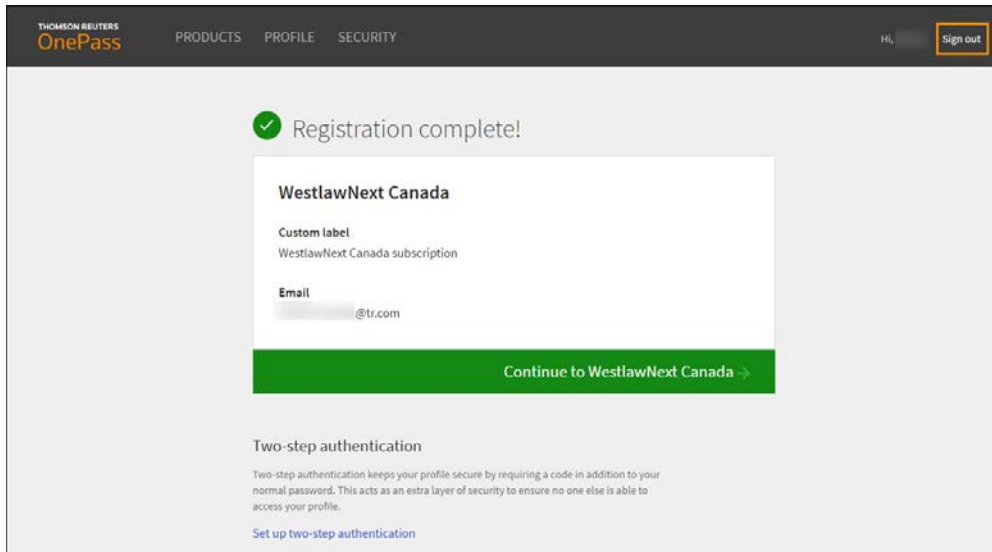 THOMSON REUTERS
OnePass
PRODUCTS PROFILE SECURITY
Hi,
Sign out
Registration complete!
WestlawNext Canada
Custom label
WestlawNext Canada subscription
Email
@tr.com
Continue to WestlawNext Canada →
Two-step authentication
Two-step authentication keeps your profile secure by requiring a code in addition to your
normal password. This acts as an extra layer of security to ensure no one else is able to
access your profile.
Set up two-step authentication